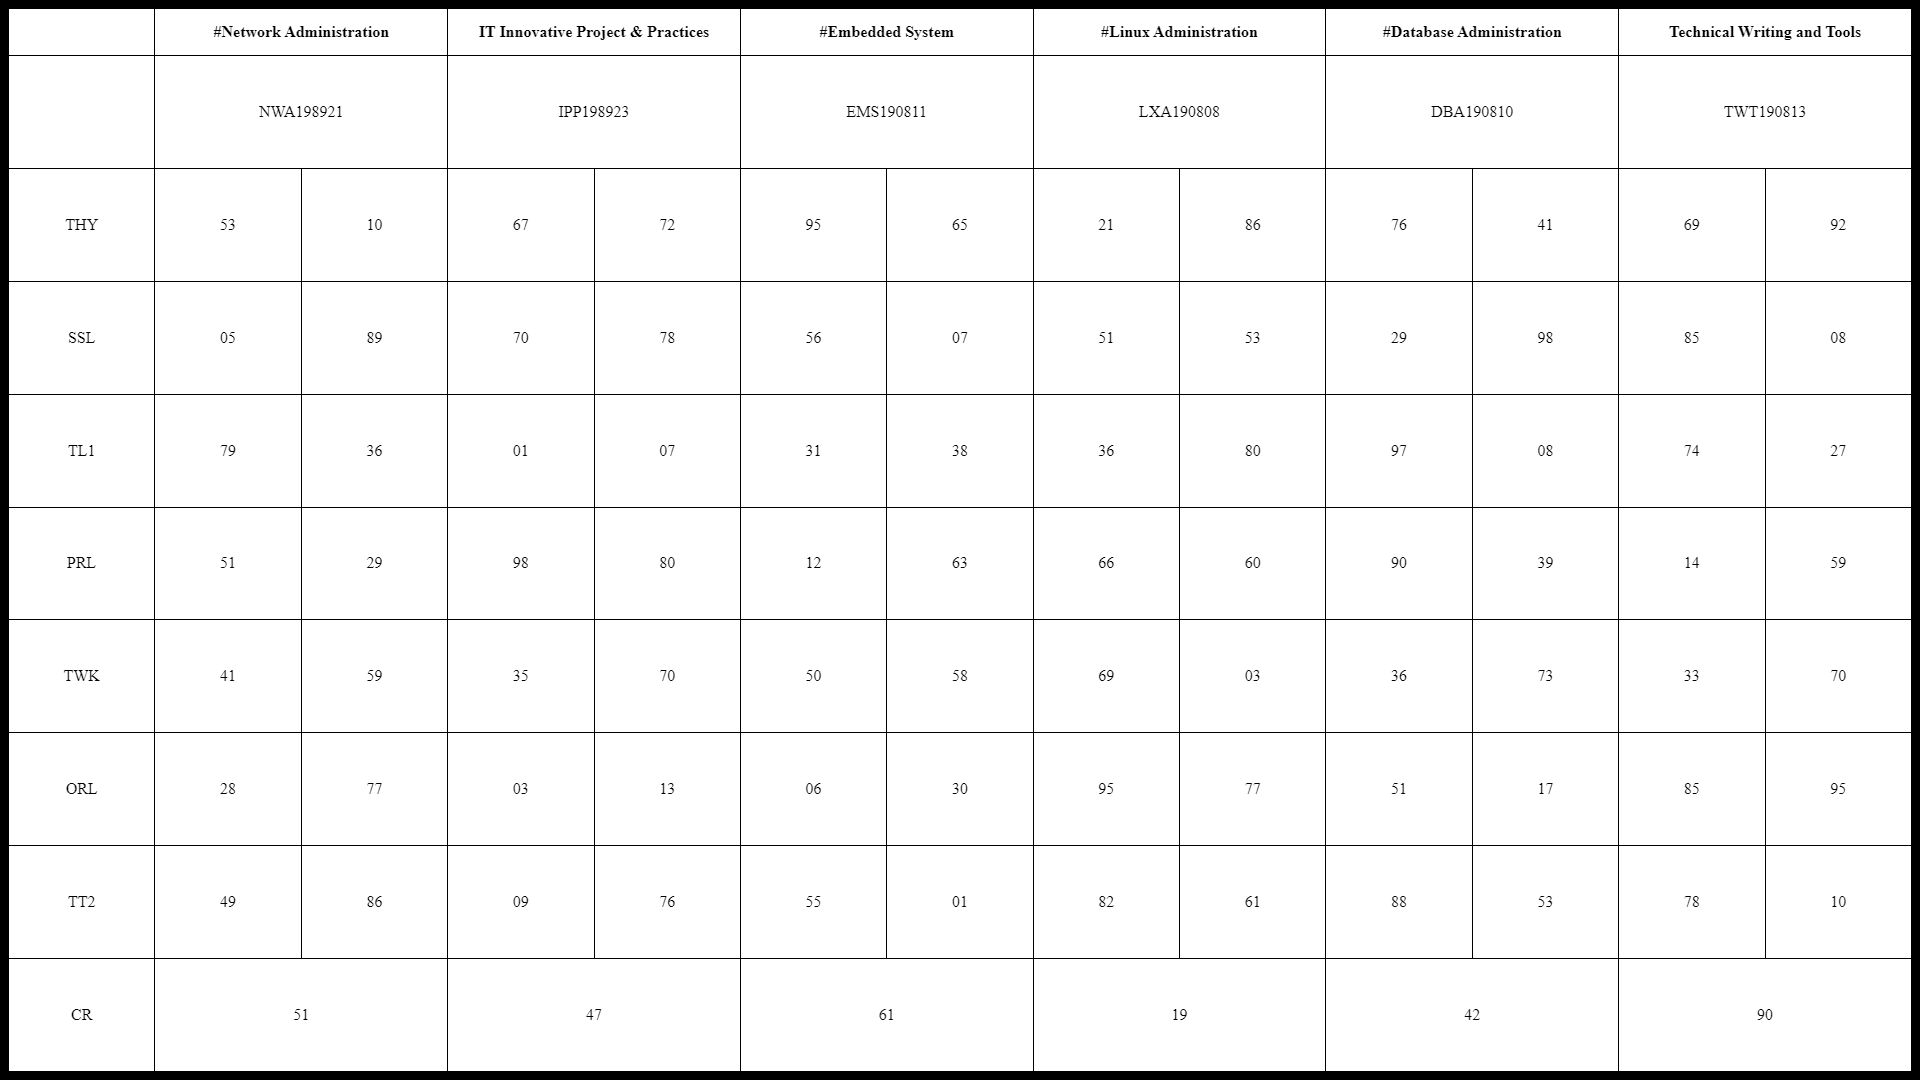 #Network Administration IT Innovative Project & Practices #Embedded System #Linux Administration #Database Administration Technical Writing and Tools
NWA198921 IPP198923 EMS190811 LXA190808 DBA190810 TWT190813
THY 53 10 67 72 95 65 21 86 76 41 69 92
SSL 05 89 70 78 56 07 51 53 29 98 85 08
TL1 79 36 01 07 31 38 36 80 97 08 74 27
PRL 51 29 98 80 12 63 66 60 90 39 14 59
TWK 41 59 35 70 50 58 69 03 36 73 33 70
ORL 28 77 03 13 06 30 95 77 51 17 85 95
TT2 49 86 09 76 55 01 82 61 88 53 78 10
CR 51 47 61 19 42 90